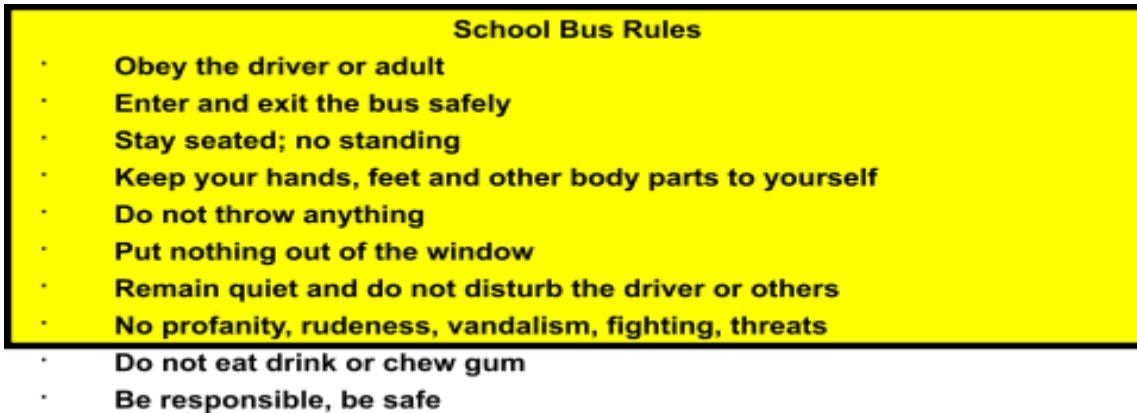 School Bus Rules
· Obey the driver or adult
· Enter and exit the bus safely
· Stay seated; no standing
· Keep your hands, feet and other body parts to yourself
· Do not throw anything
· Put nothing out of the window
· Remain quiet and do not disturb the driver or others
· No profanity, rudeness, vandalism, fighting, threats
· Do not eat drink or chew gum
· Be responsible, be safe